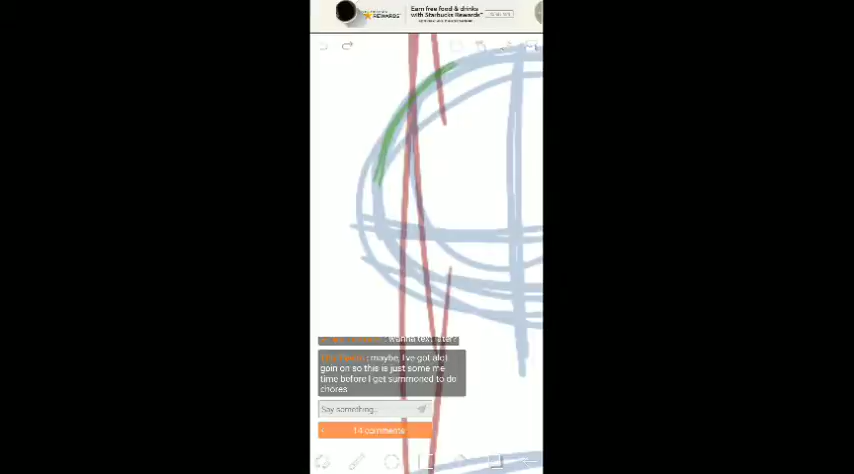 REWARDS
Earn free food & drinks
with Starbucks Rewards™
: wanna text later?
: maybe, I've got alot
goin on so this is just some me
time before I get summoned to do
chores
Say something...
14 comments